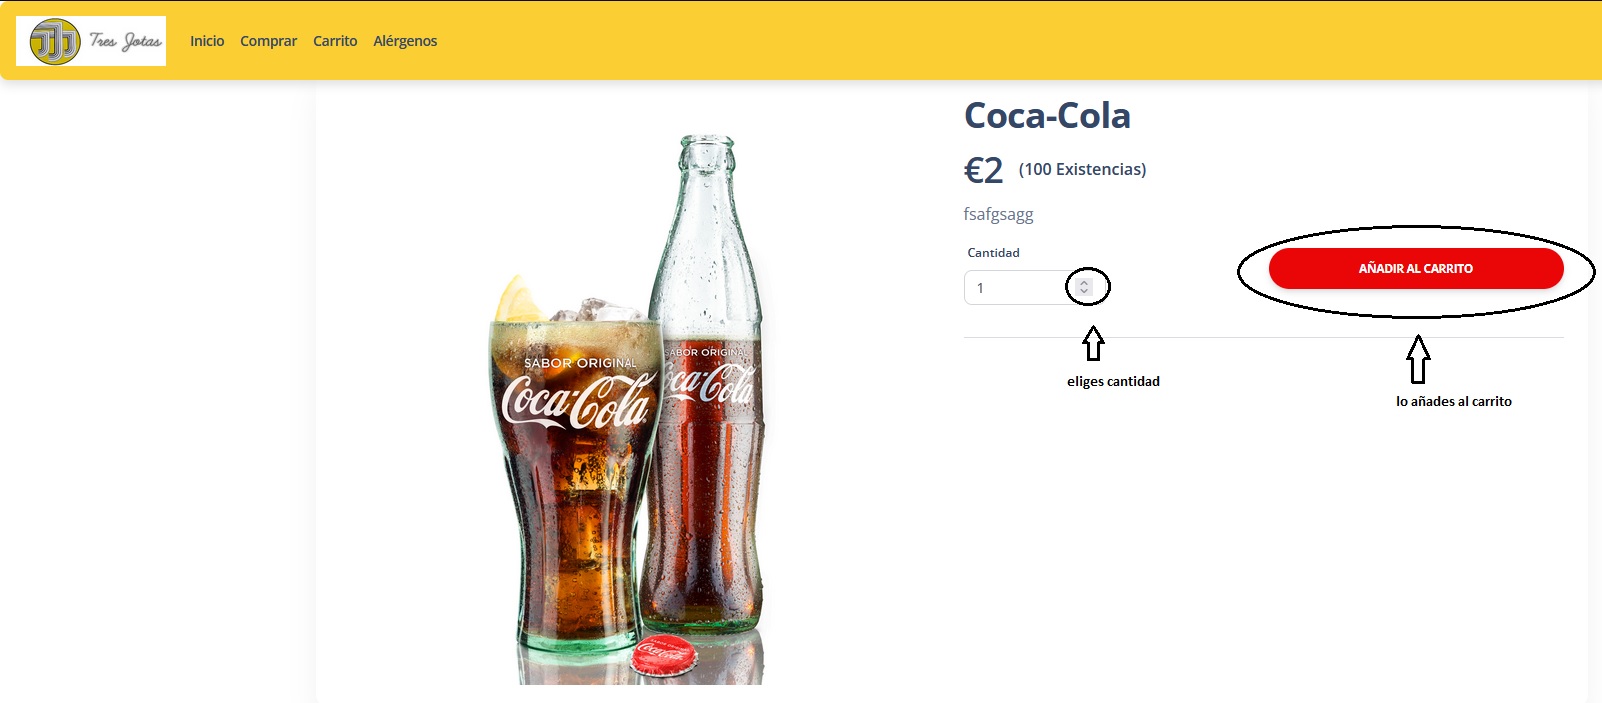 Tres Jotas
Inicio Comprar Carrito Alérgenos
Coca-Cola
€2 (100 Existencias)
fsafgsagg
Cantidad
1
AÑADIR AL CARRITO
eliges cantidad
lo añades al carrito
SABOR ORIGINAL
Coca-Cola
SABOR ORIGINAL
Coca-Cola
Coca-Cola